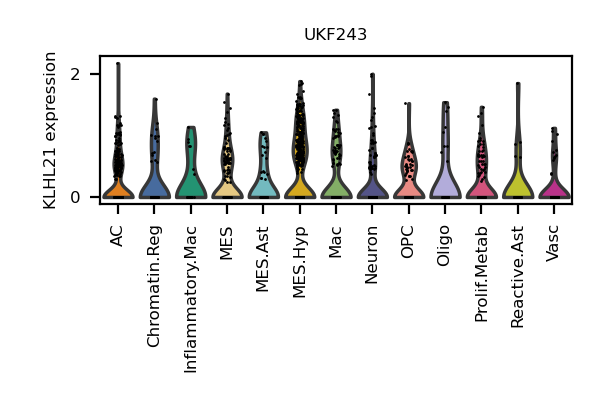 UKF243
KLHL21 expression
2
0
AC
Chromatin.Reg
Inflammatory.Mac
MES
MES.Ast
MES.Hyp
Mac
Neuron
OPC
Oligo
Prolif.Metab
Reactive.Ast
Vasc